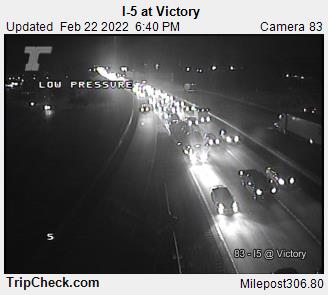 I-5 at Victory
Updated Feb 22 2022 6:40 PM Camera 83
T
LOW PRESSURE
S
83 - I5 @ Victory
TripCheck.com Milepost306.80